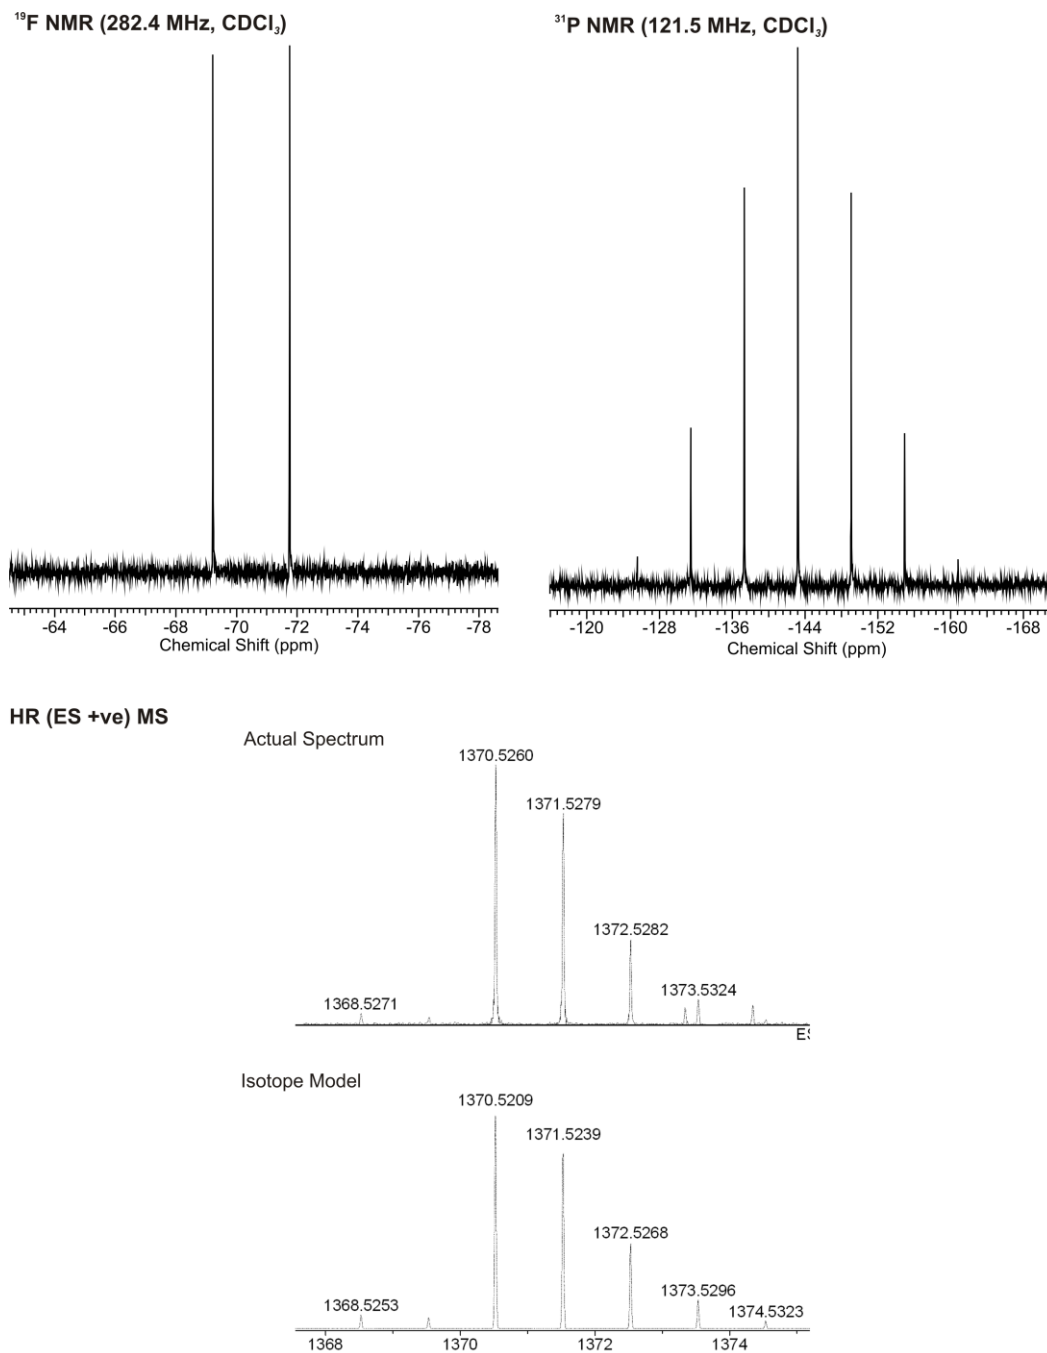 ¹⁹F NMR (282.4 MHz, CDCl₃)
³¹P NMR (121.5 MHz, CDCl₃)
-64 -66 -68 -70 -72 -74 -76 -78
Chemical Shift (ppm)
-120 -128 -136 -144 -152 -160 -168
Chemical Shift (ppm)
HR (ES +ve) MS
Actual Spectrum
1370.5260
1371.5279
1372.5282
1373.5324
1368.5271
Isotope Model
1370.5209
1371.5239
1372.5268
1373.5296
1368.5253
1374.5323
1368 1370 1372 1374